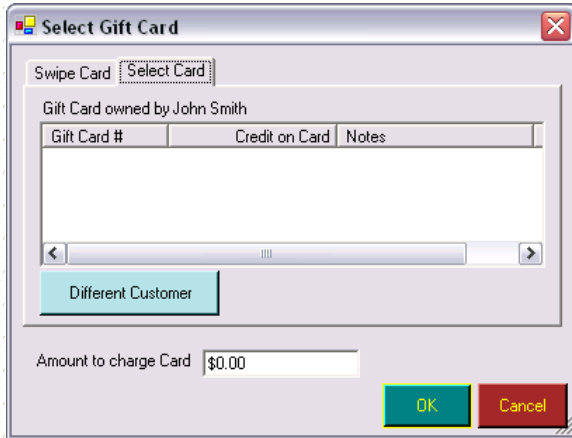 Select Gift Card
Swipe Card Select Card
Gift Card owned by John Smith
Gift Card # Credit on Card Notes
Different Customer
Amount to charge Card $0.00
OK Cancel